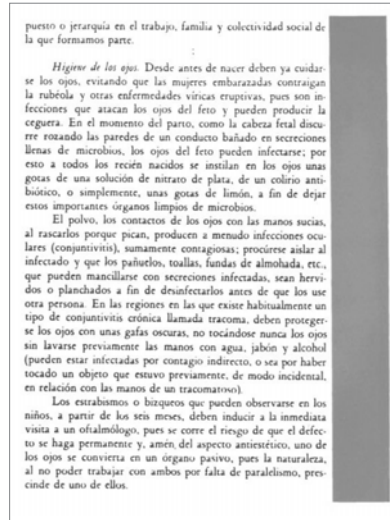 puesto o jerarquía en el trabajo, familia y colectividad social de
la que formamos parte.
Higiene de los ojos. Desde antes de nacer deben ya cuidar-
se los ojos, evitando que las mujeres embarazadas contraigan
la rubéola y otras enfermedades víricas eruptivas, pues son in-
fecciones que atacan los ojos del feto y pueden producir la
ceguera. En el momento del parto, como la cabeza fetal discu-
rre rozando las paredes de un conducto bañado en secreciones
llenas de microbios, los ojos del feto pueden infectarse; por
esto a todos los recién nacidos se instilan en los ojos unas
gotas de una solución de nitrato de plata, de un colirio anti-
biótico, o simplemente, unas gotas de limón, a fin de dejar
estos importantes órganos limpios de microbios.
El polvo, los contactos de los ojos con las manos sucias,
al rascarlos porque pican, producen a menudo infecciones ocu-
lares (conjuntivitis), sumamente contagiosas; procúrese aislar al
infectado y que los pañuelos, toallas, fundas de almohada, etc.,
que pueden mancillarse con secreciones infectadas, sean hervi-
dos o planchados a fin de desinfectarlos antes de que los use
otra persona. En las regiones en las que existe habitualmente un
tipo de conjuntivitis crónica llamada tracoma, deben proteger-
se los ojos con unas gafas oscuras, no tocándose nunca los ojos
sin lavarse previamente las manos con agua, jabón y alcohol
(pueden estar infectadas por contagio indirecto, o sea por haber
tocado un objeto que estuvo previamente, de modo incidental,
en relación con las manos de un tracomatoso).
Los estrabismos o bizqueos que pueden observarse en los
niños, a partir de los seis meses, deben inducir a la inmediata
visita a un oftalmólogo, pues se corre el riesgo de que el defec-
to se haga permanente y, amén del aspecto antiestético, uno de
los ojos se convierta en un órgano pasivo, pues la naturaleza,
al no poder trabajar con ambos por falta de paralelismo, pres-
cinde de uno de ellos.